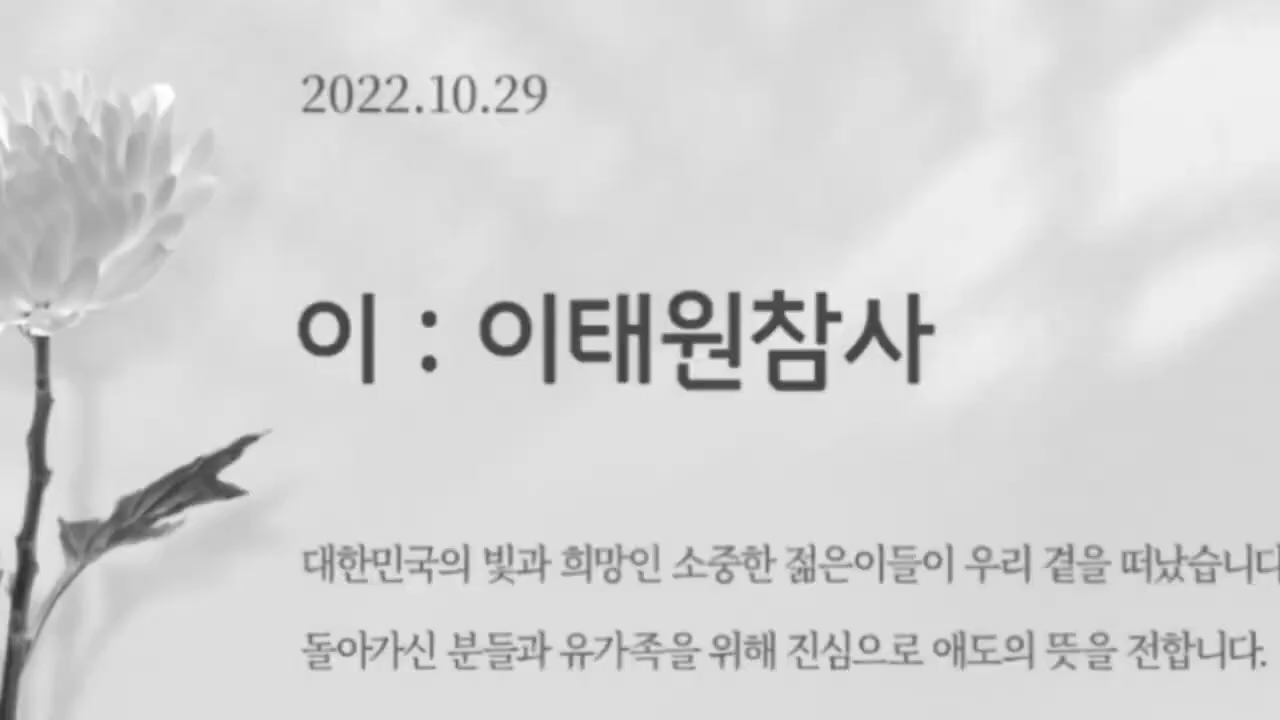 2022.10.29
이 : 이태원참사
대한민국의 빛과 희망인 소중한 젊은이들이 우리 곁을 떠났습니다
돌아가신 분들과 유가족을 위해 진심으로 애도의 뜻을 전합니다.